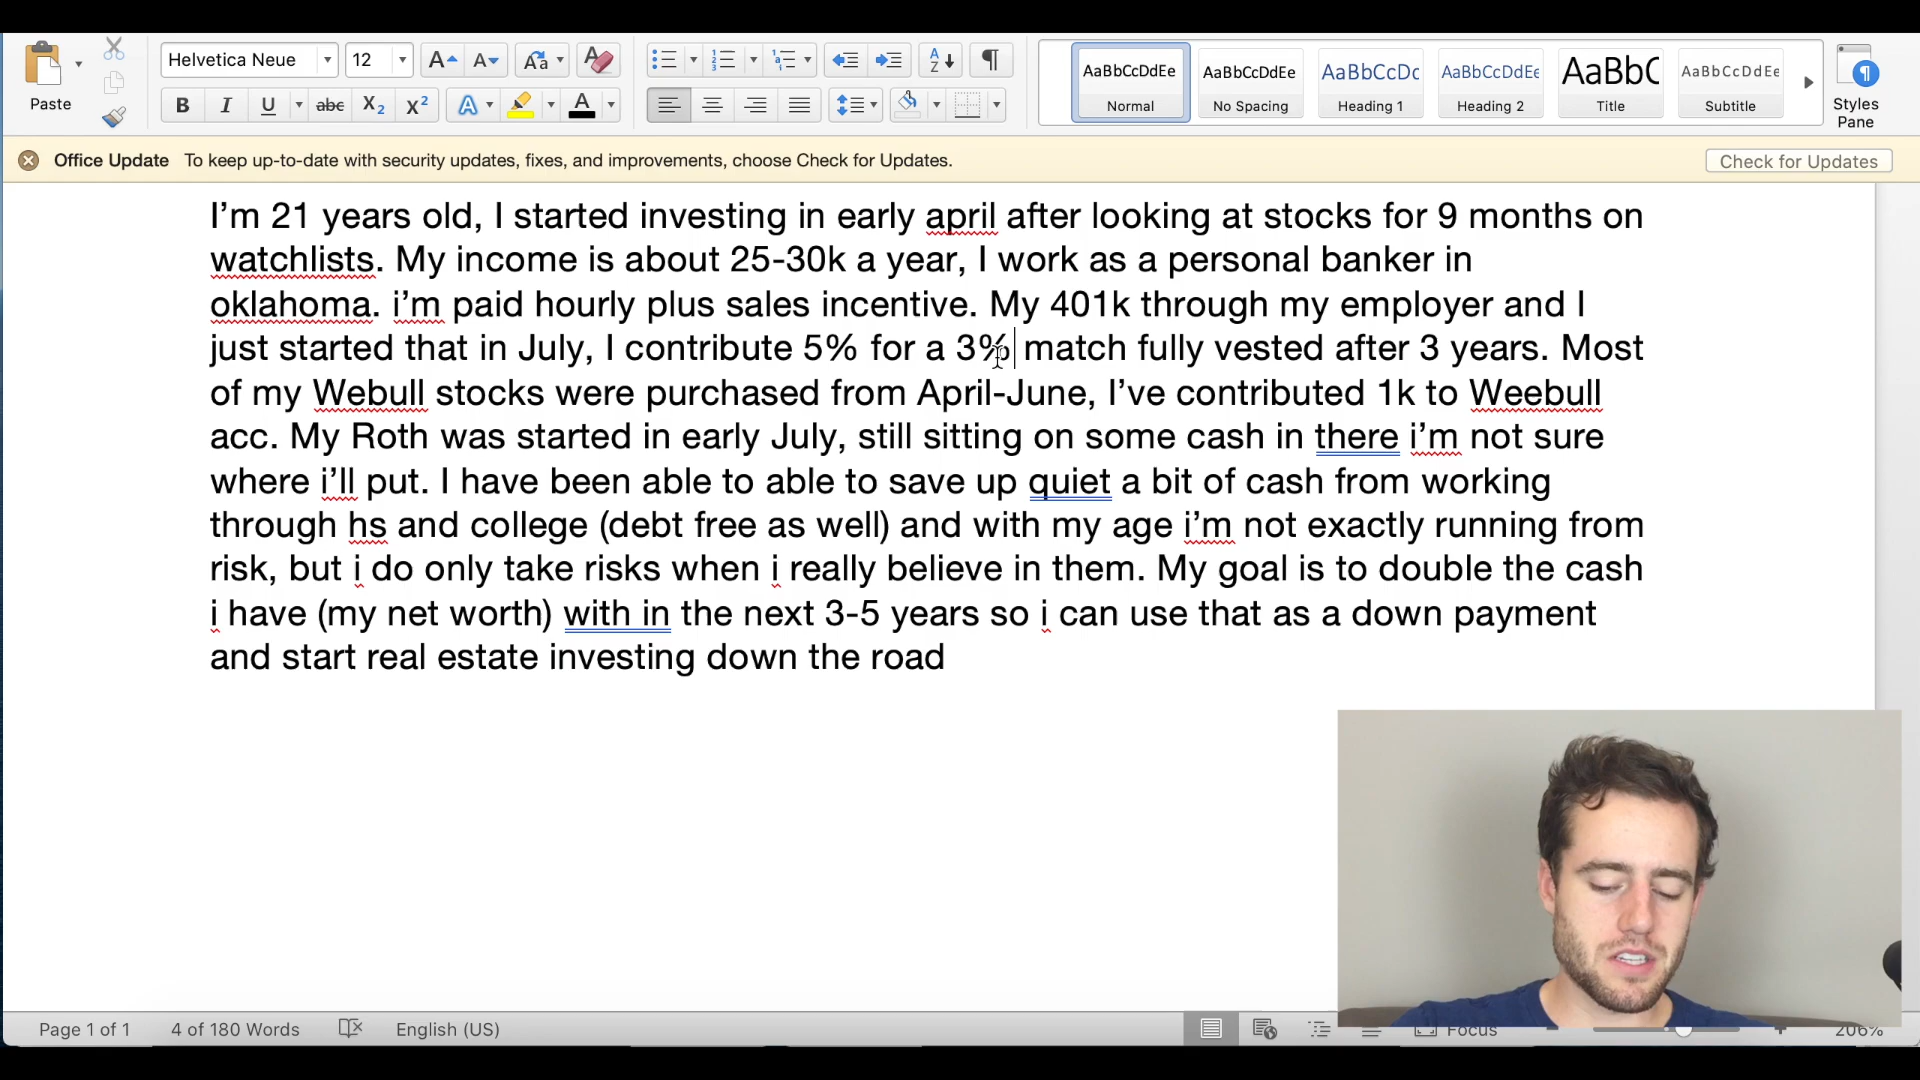 Helvetica Neue 12
Paste
AaBbCcDdEe AaBbCcDdEe AaBbCcDc AaBbCcDdEe AaBbC AaBbCcDdEe
Normal No Spacing Heading 1 Heading 2 Title Subtitle
Styles
Pane
B I U abc X2 X2 A A
Office Update To keep up-to-date with security updates, fixes, and improvements, choose Check for Updates. Check for Updates
I’m 21 years old, I started investing in early april after looking at stocks for 9 months on
watchlists. My income is about 25-30k a year, I work as a personal banker in
oklahoma. i’m paid hourly plus sales incentive. My 401k through my employer and I
just started that in July, I contribute 5% for a 3% match fully vested after 3 years. Most
of my Webull stocks were purchased from April-June, I’ve contributed 1k to Weebull
acc. My Roth was started in early July, still sitting on some cash in there i’m not sure
where i’ll put. I have been able to able to save up quiet a bit of cash from working
through hs and college (debt free as well) and with my age i’m not exactly running from
risk, but i do only take risks when i really believe in them. My goal is to double the cash
i have (my net worth) with in the next 3-5 years so i can use that as a down payment
and start real estate investing down the road
Page 1 of 1 4 of 180 Words English (US) Focus 206%